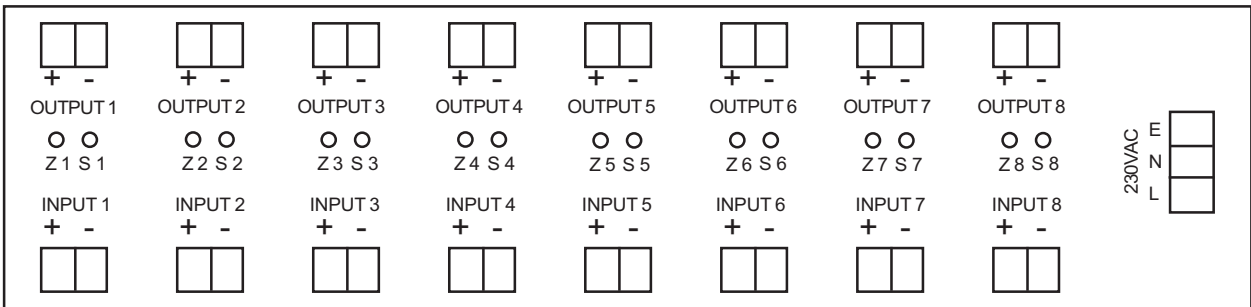 + - + - + - + - + - + - + - + -
OUTPUT 1 OUTPUT 2 OUTPUT 3 OUTPUT 4 OUTPUT 5 OUTPUT 6 OUTPUT 7 OUTPUT 8
Z 1 S 1 Z 2 S 2 Z 3 S 3 Z 4 S 4 Z 5 S 5 Z 6 S 6 Z 7 S 7 Z 8 S 8
INPUT 1 INPUT 2 INPUT 3 INPUT 4 INPUT 5 INPUT 6 INPUT 7 INPUT 8
+ - + - + - + - + - + - + - + -
230VAC
E
N
L